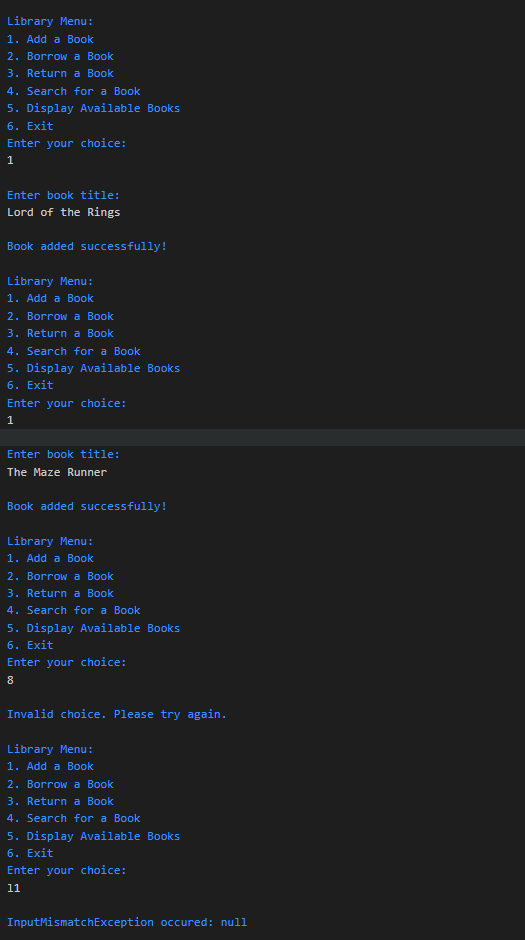 Library Menu:
1. Add a Book
2. Borrow a Book
3. Return a Book
4. Search for a Book
5. Display Available Books
6. Exit
Enter your choice:
1
Enter book title:
Lord of the Rings
Book added successfully!
Library Menu:
1. Add a Book
2. Borrow a Book
3. Return a Book
4. Search for a Book
5. Display Available Books
6. Exit
Enter your choice:
1
Enter book title:
The Maze Runner
Book added successfully!
Library Menu:
1. Add a Book
2. Borrow a Book
3. Return a Book
4. Search for a Book
5. Display Available Books
6. Exit
Enter your choice:
8
Invalid choice. Please try again.
Library Menu:
1. Add a Book
2. Borrow a Book
3. Return a Book
4. Search for a Book
5. Display Available Books
6. Exit
Enter your choice:
l1
InputMismatchException occured: null